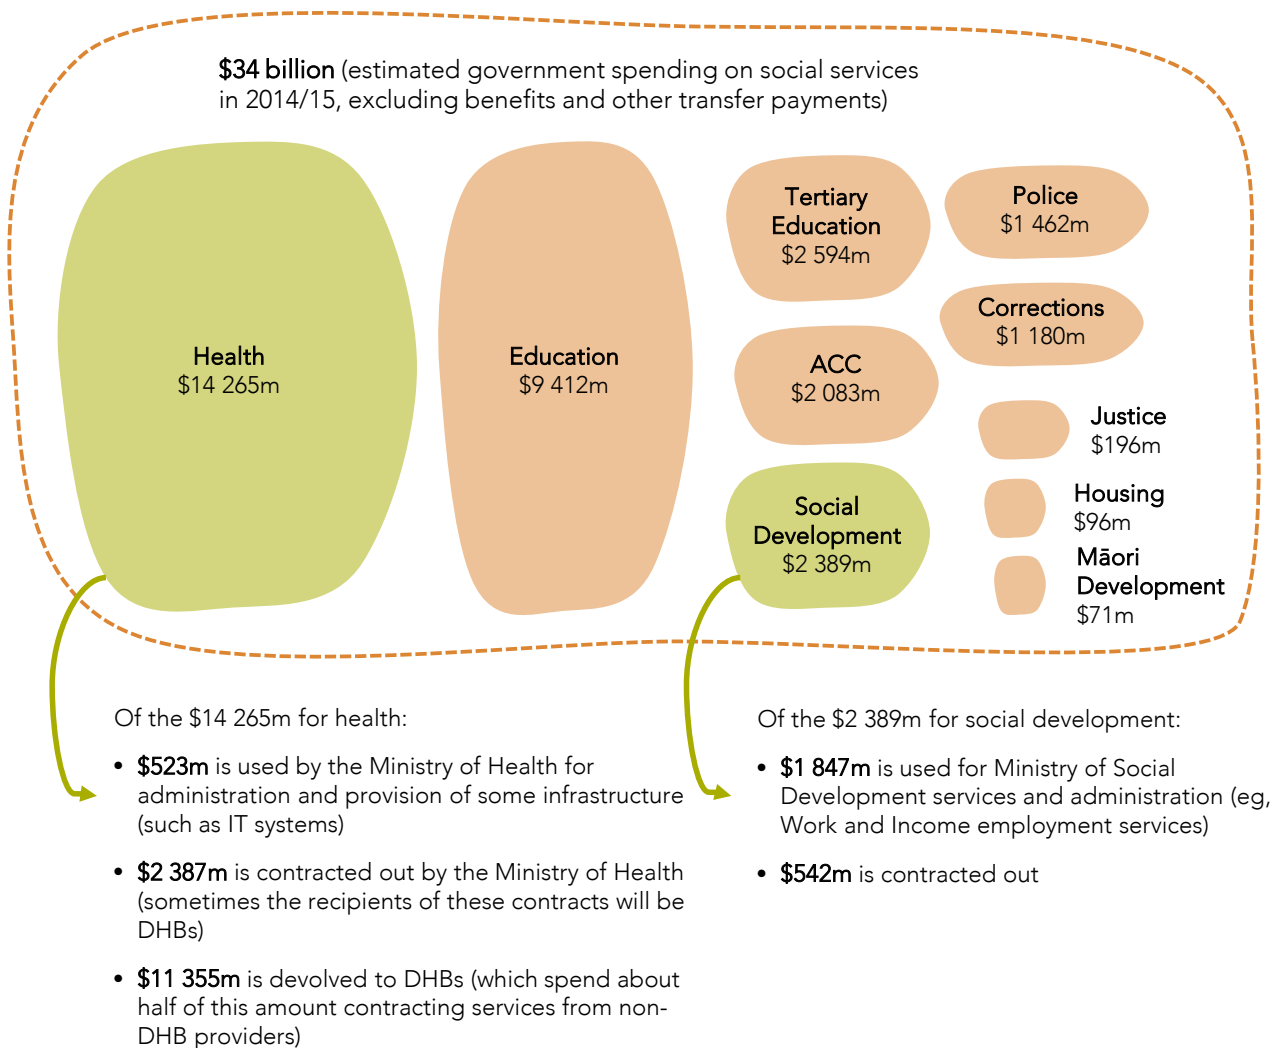 $34 billion (estimated government spending on social services
in 2014/15, excluding benefits and other transfer payments)
Health
$14 265m
Education
$9 412m
Tertiary
Education
$2 594m
ACC
$2 083m
Social
Development
$2 389m
Police
$1 462m
Corrections
$1 180m
Justice
$196m
Housing
$96m
Māori
Development
$71m
Of the $14 265m for health:
• $523m is used by the Ministry of Health for
administration and provision of some infrastructure
(such as IT systems)
• $2 387m is contracted out by the Ministry of Health
(sometimes the recipients of these contracts will be
DHBs)
• $11 355m is devolved to DHBs (which spend about
half of this amount contracting services from non-
DHB providers)
Of the $2 389m for social development:
• $1 847m is used for Ministry of Social
Development services and administration (eg,
Work and Income employment services)
• $542m is contracted out